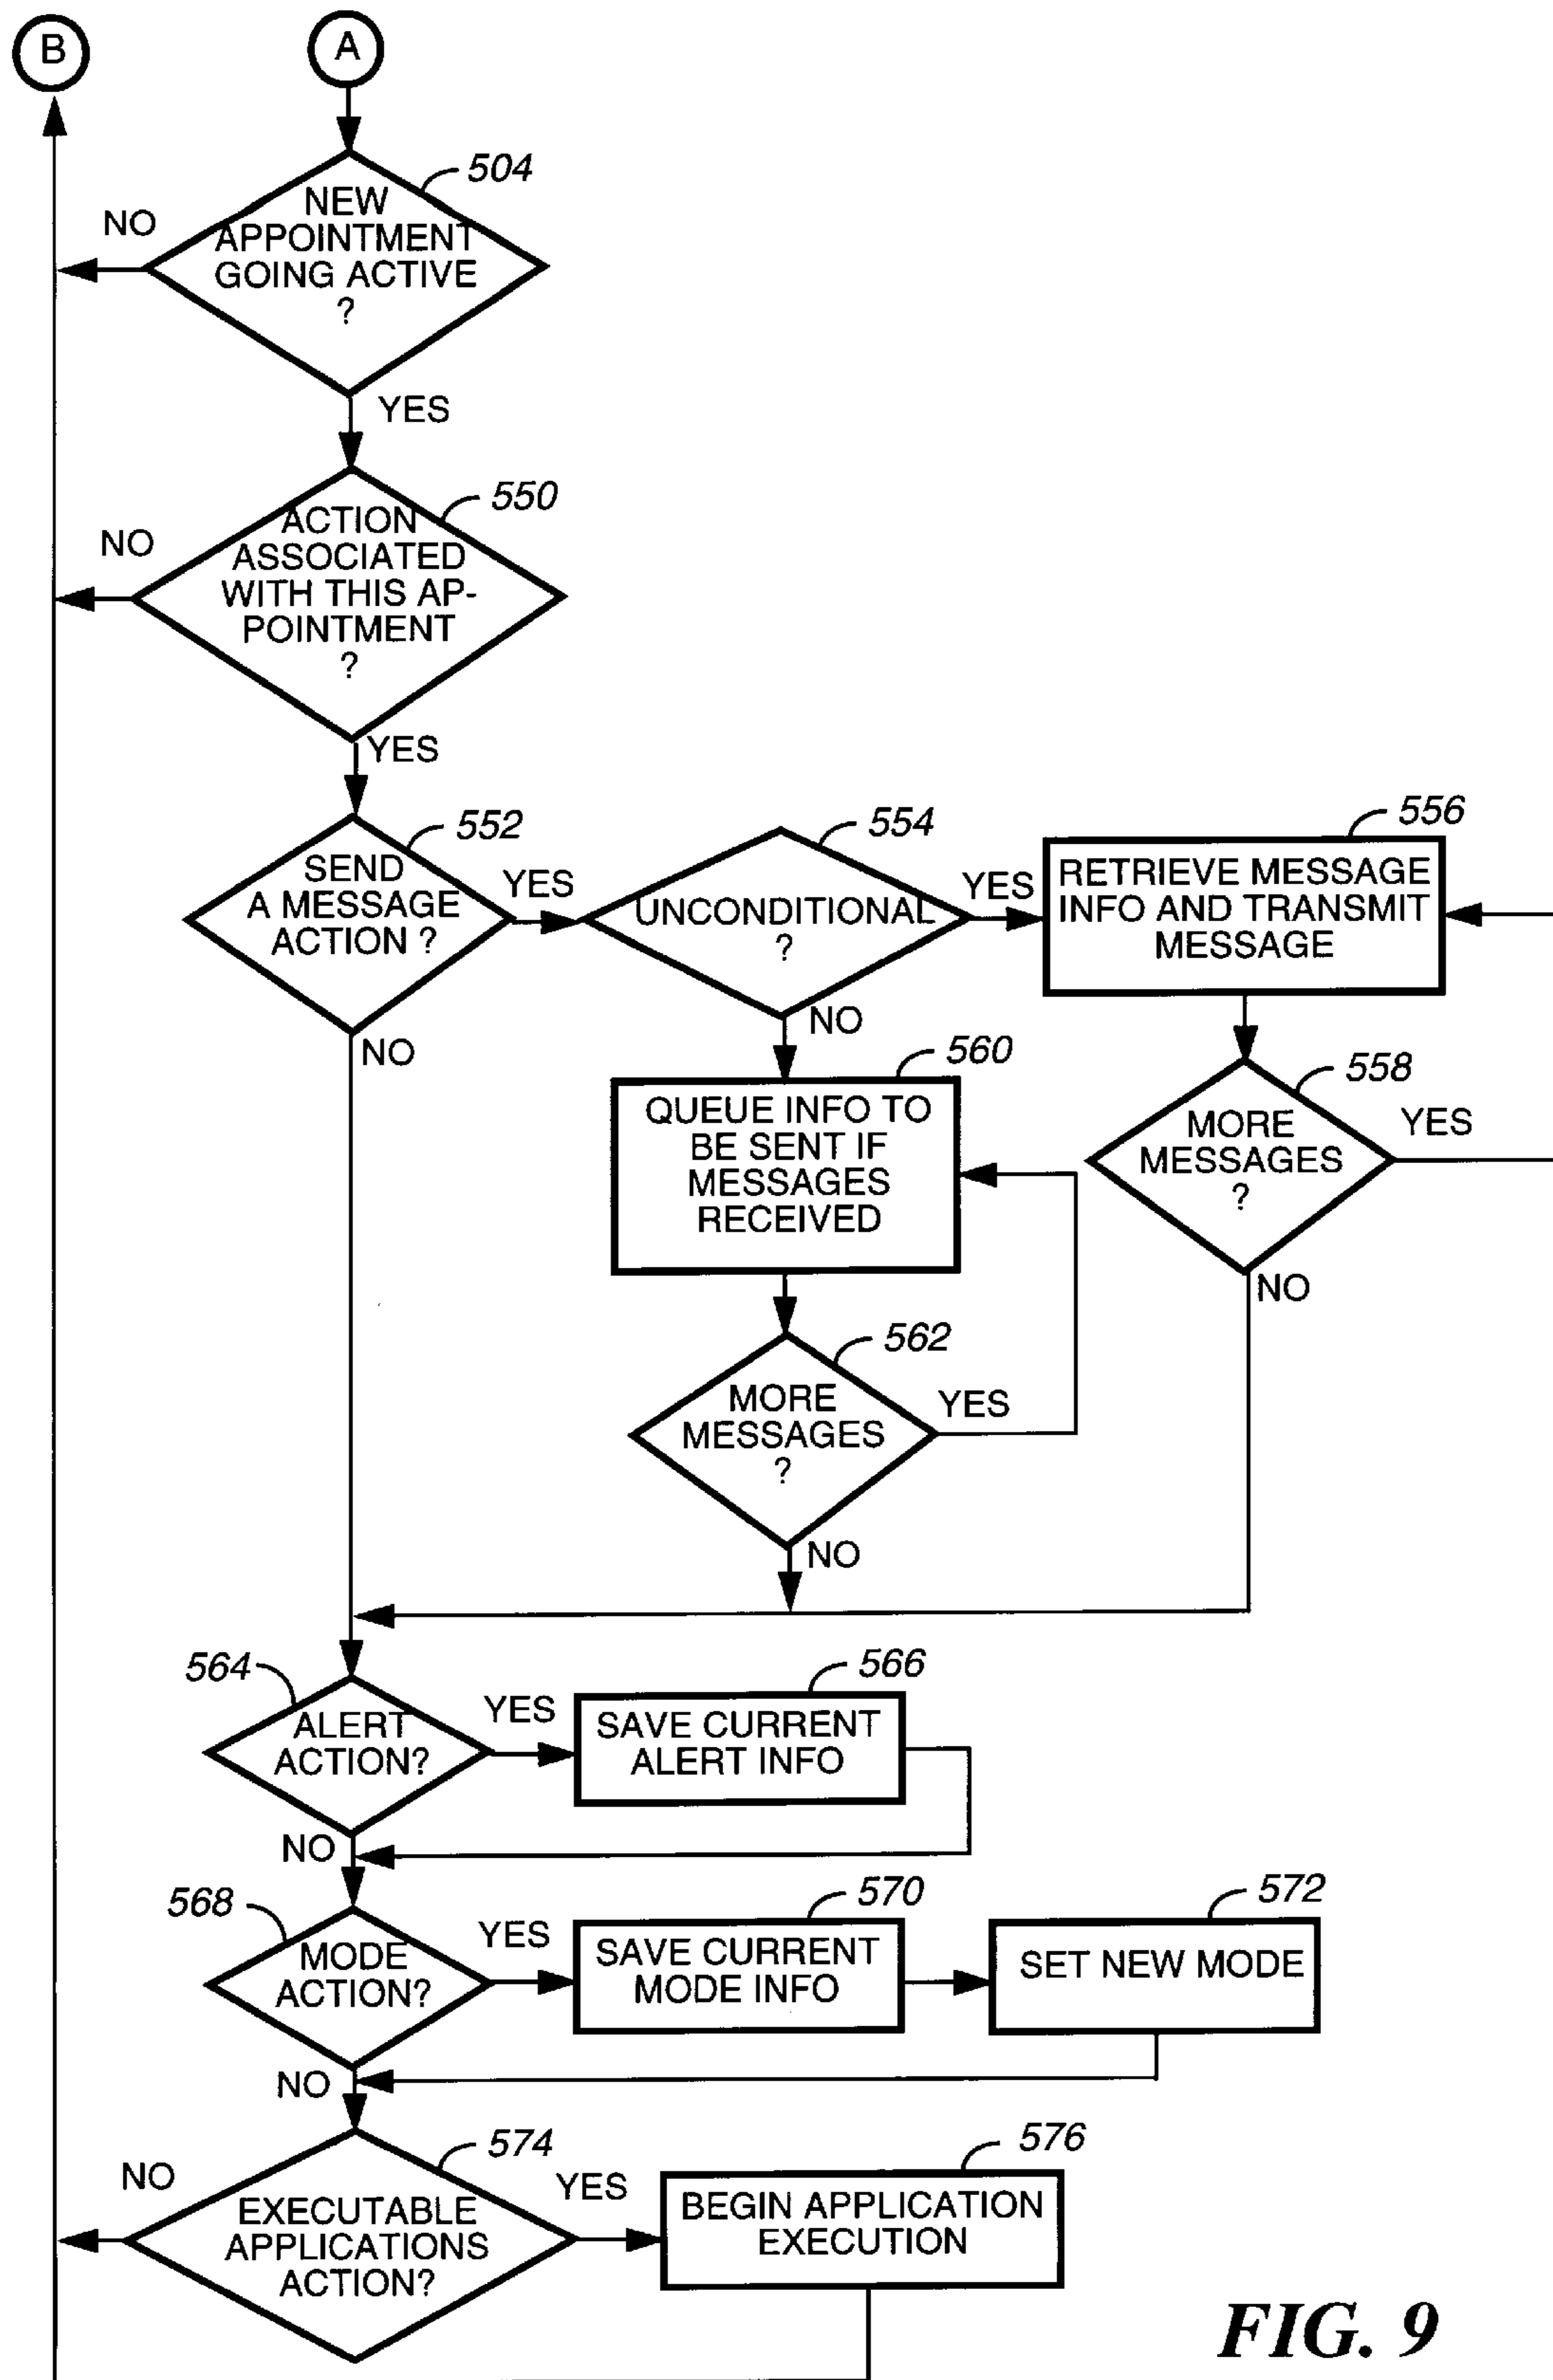 B
A
504
NEW
APPOINTMENT
GOING ACTIVE
?
NO
YES
550
ACTION
ASSOCIATED
WITH THIS AP-
POINTMENT
?
NO
YES
552
SEND
A MESSAGE
ACTION ?
YES
NO
554
UNCONDITIONAL
?
YES
NO
556
RETRIEVE MESSAGE
INFO AND TRANSMIT
MESSAGE
558
MORE
MESSAGES
?
YES
NO
560
QUEUE INFO TO
BE SENT IF
MESSAGES
RECEIVED
562
MORE
MESSAGES
?
YES
NO
564
ALERT
ACTION?
YES
NO
566
SAVE CURRENT
ALERT INFO
568
MODE
ACTION?
YES
NO
570
SAVE CURRENT
MODE INFO
572
SET NEW MODE
574
EXECUTABLE
APPLICATIONS
ACTION?
NO
YES
576
BEGIN APPLICATION
EXECUTION
FIG. 9